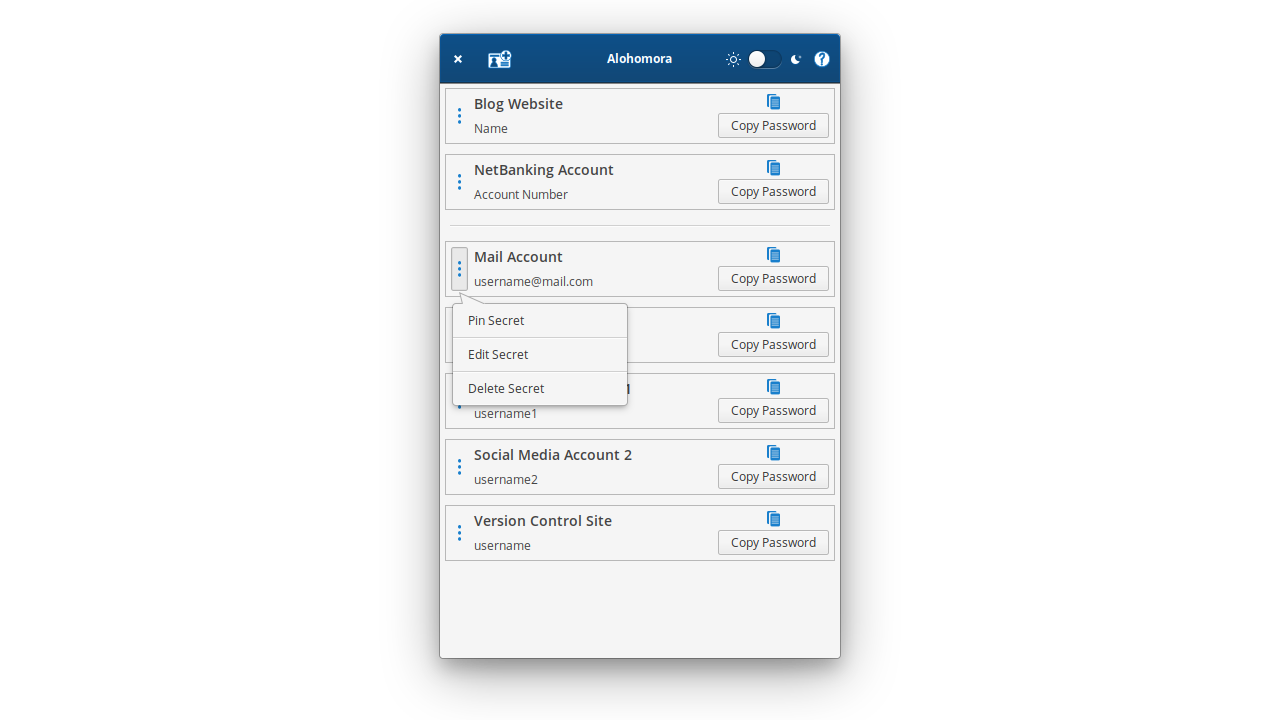 Alohomora
Blog Website
Name
Copy Password
NetBanking Account
Account Number
Copy Password
Mail Account
username@mail.com
Copy Password
Pin Secret
Edit Secret
Delete Secret
Copy Password
username1
Copy Password
Social Media Account 2
username2
Copy Password
Version Control Site
username
Copy Password